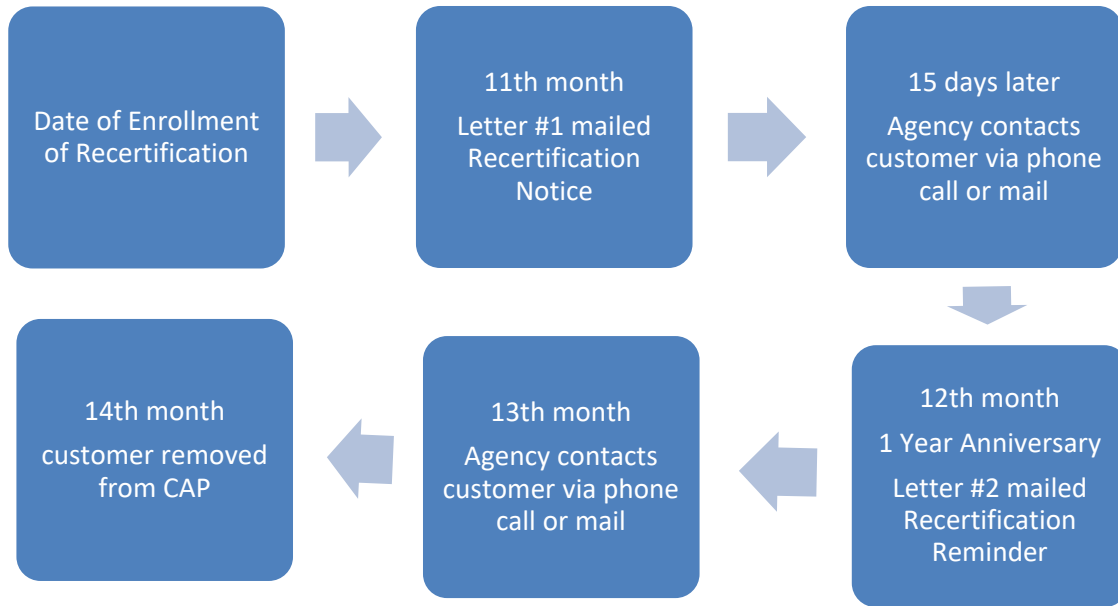 Date of Enrollment
of Recertification
11th month
Letter #1 mailed
Recertification
Notice
15 days later
Agency contacts
customer via phone
call or mail
12th month
1 Year Anniversary
Letter #2 mailed
Recertification
Reminder
13th month
Agency contacts
customer via phone
call or mail
14th month
customer removed
from CAP